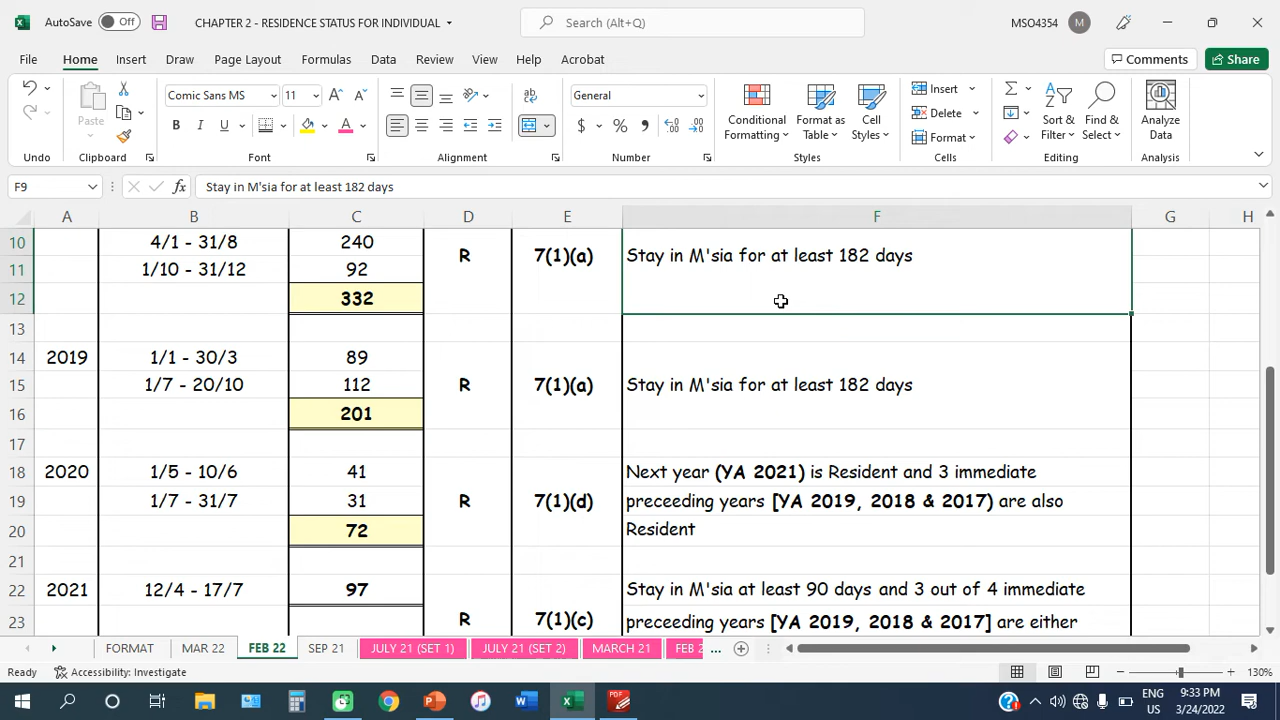 AutoSave Off CHAPTER 2 - RESIDENCE STATUS FOR INDIVIDUAL Search (Alt+Q) MSO4354 M
File Home Insert Draw Page Layout Formulas Data Review View Help Acrobat Comments Share
Paste Comic Sans MS 11 General Conditional Formatting Format as Table Cell Styles Insert Delete Format Sort & Filter Find & Select Analyze Data
Undo Clipboard Font Alignment Number Styles Cells Editing Analysis
F9 fx Stay in M'sia for at least 182 days
A B C D E F G H
10 4/1 - 31/8 240 R 7(1)(a) Stay in M'sia for at least 182 days
11 1/10 - 31/12 92
12 332
13
14 2019 1/1 - 30/3 89
15 1/7 - 20/10 112 R 7(1)(a) Stay in M'sia for at least 182 days
16 201
17
18 2020 1/5 - 10/6 41 Next year (YA 2021) is Resident and 3 immediate
19 1/7 - 31/7 31 R 7(1)(d) preceeding years [YA 2019, 2018 & 2017) are also
20 72 Resident
21
22 2021 12/4 - 17/7 97 Stay in M'sia at least 90 days and 3 out of 4 immediate
23 R 7(1)(c) preceeding years [YA 2019, 2018 & 2017] are either
FORMAT MAR 22 FEB 22 SEP 21 JULY 21 (SET 1) JULY 21 (SET 2) MARCH 21 FEB 2 ...
Ready Accessibility: Investigate 130%
ENG 9:33 PM
US 3/24/2022